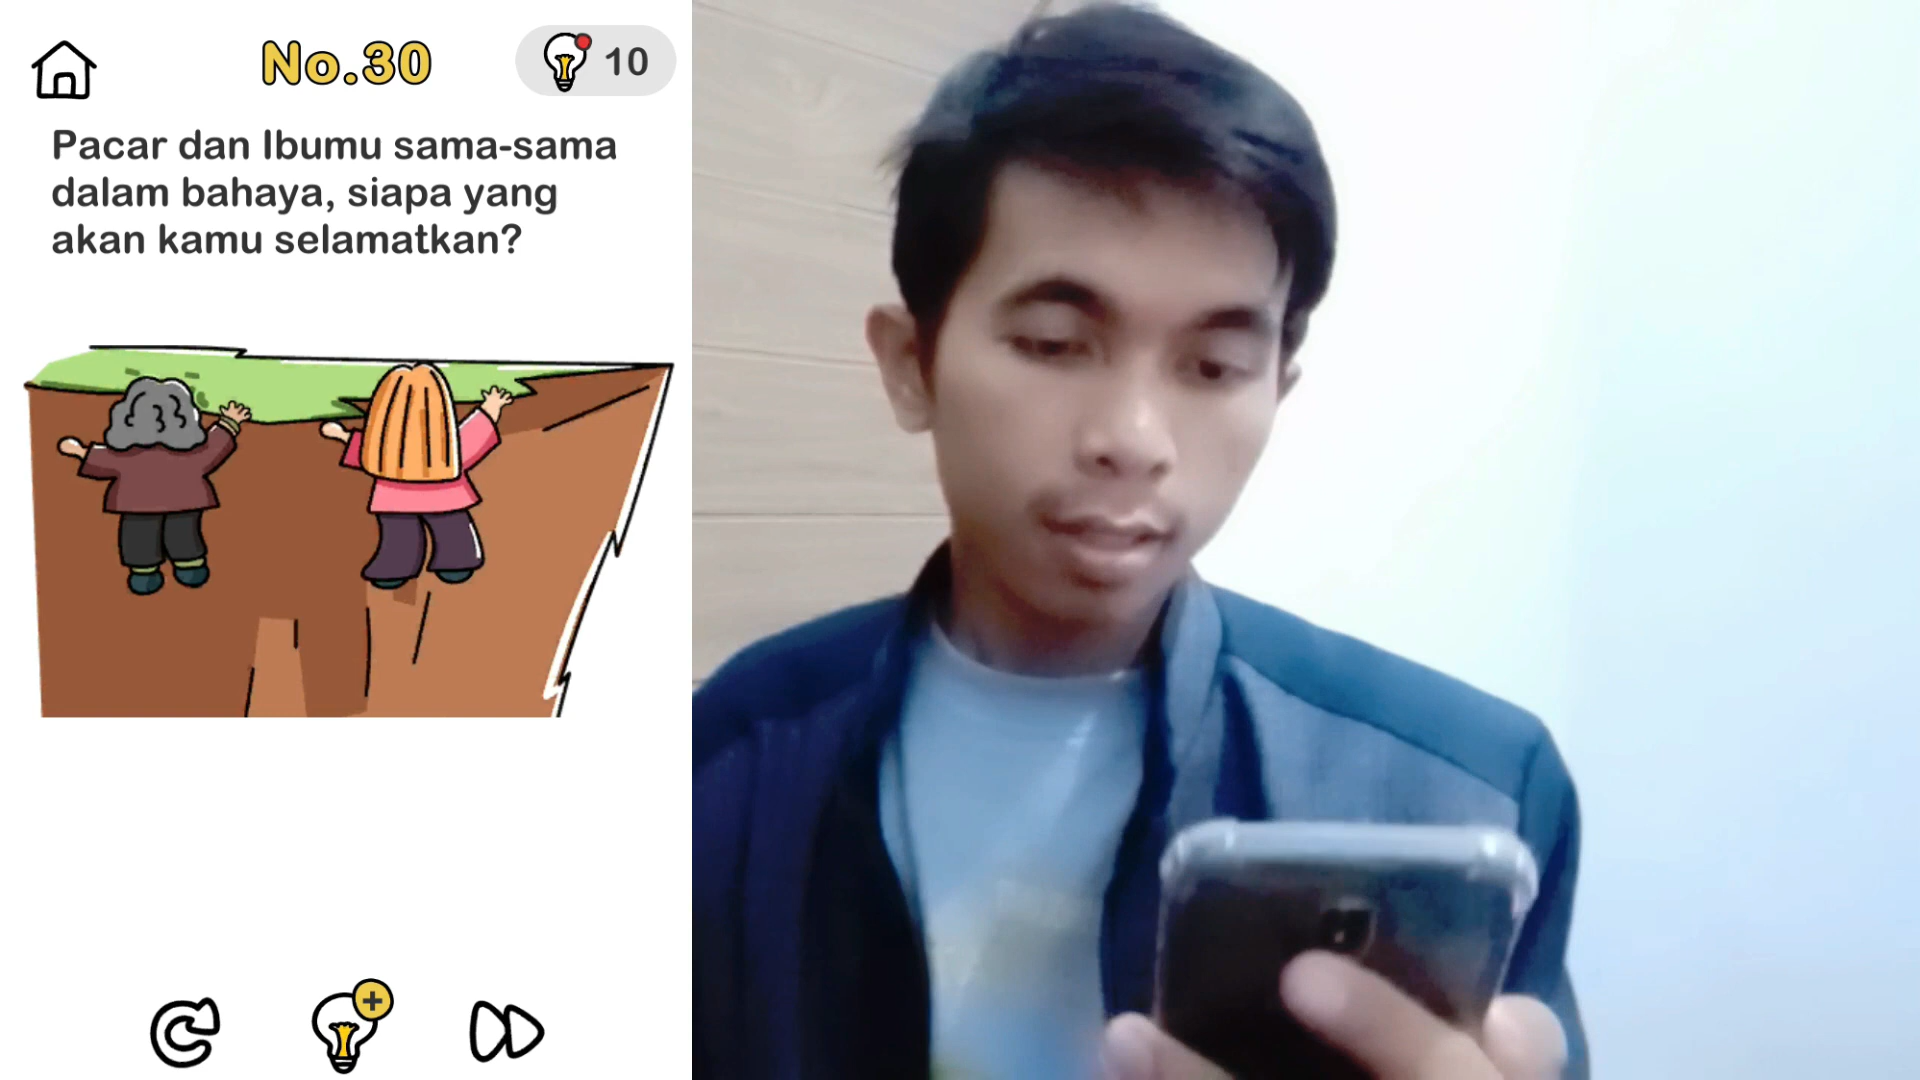 No.30
10
Pacar dan Ibumu sama-sama
dalam bahaya, siapa yang
akan kamu selamatkan?